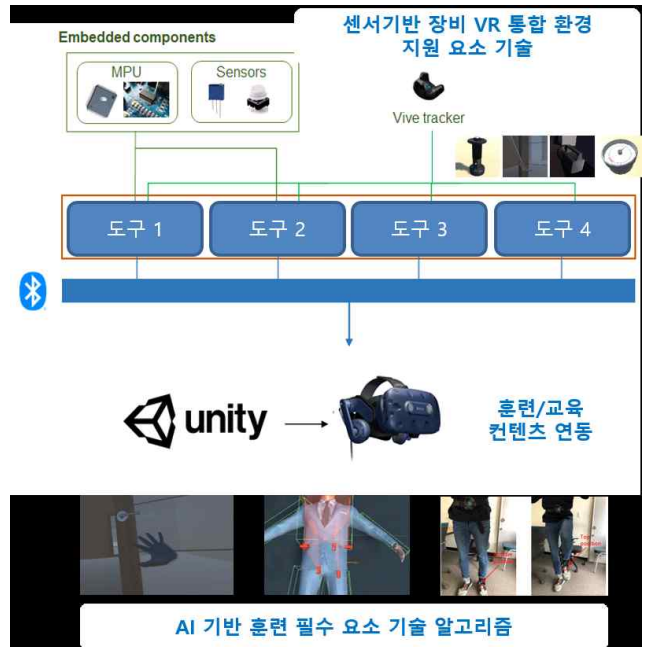 센서기반 장비 VR 통합 환경
지원 요소 기술
Embedded components
MPU
Sensors
Vive tracker
도구 1
도구 2
도구 3
도구 4
unity
훈련/교육
컨텐츠 연동
AI 기반 훈련 필수 요소 기술 알고리즘